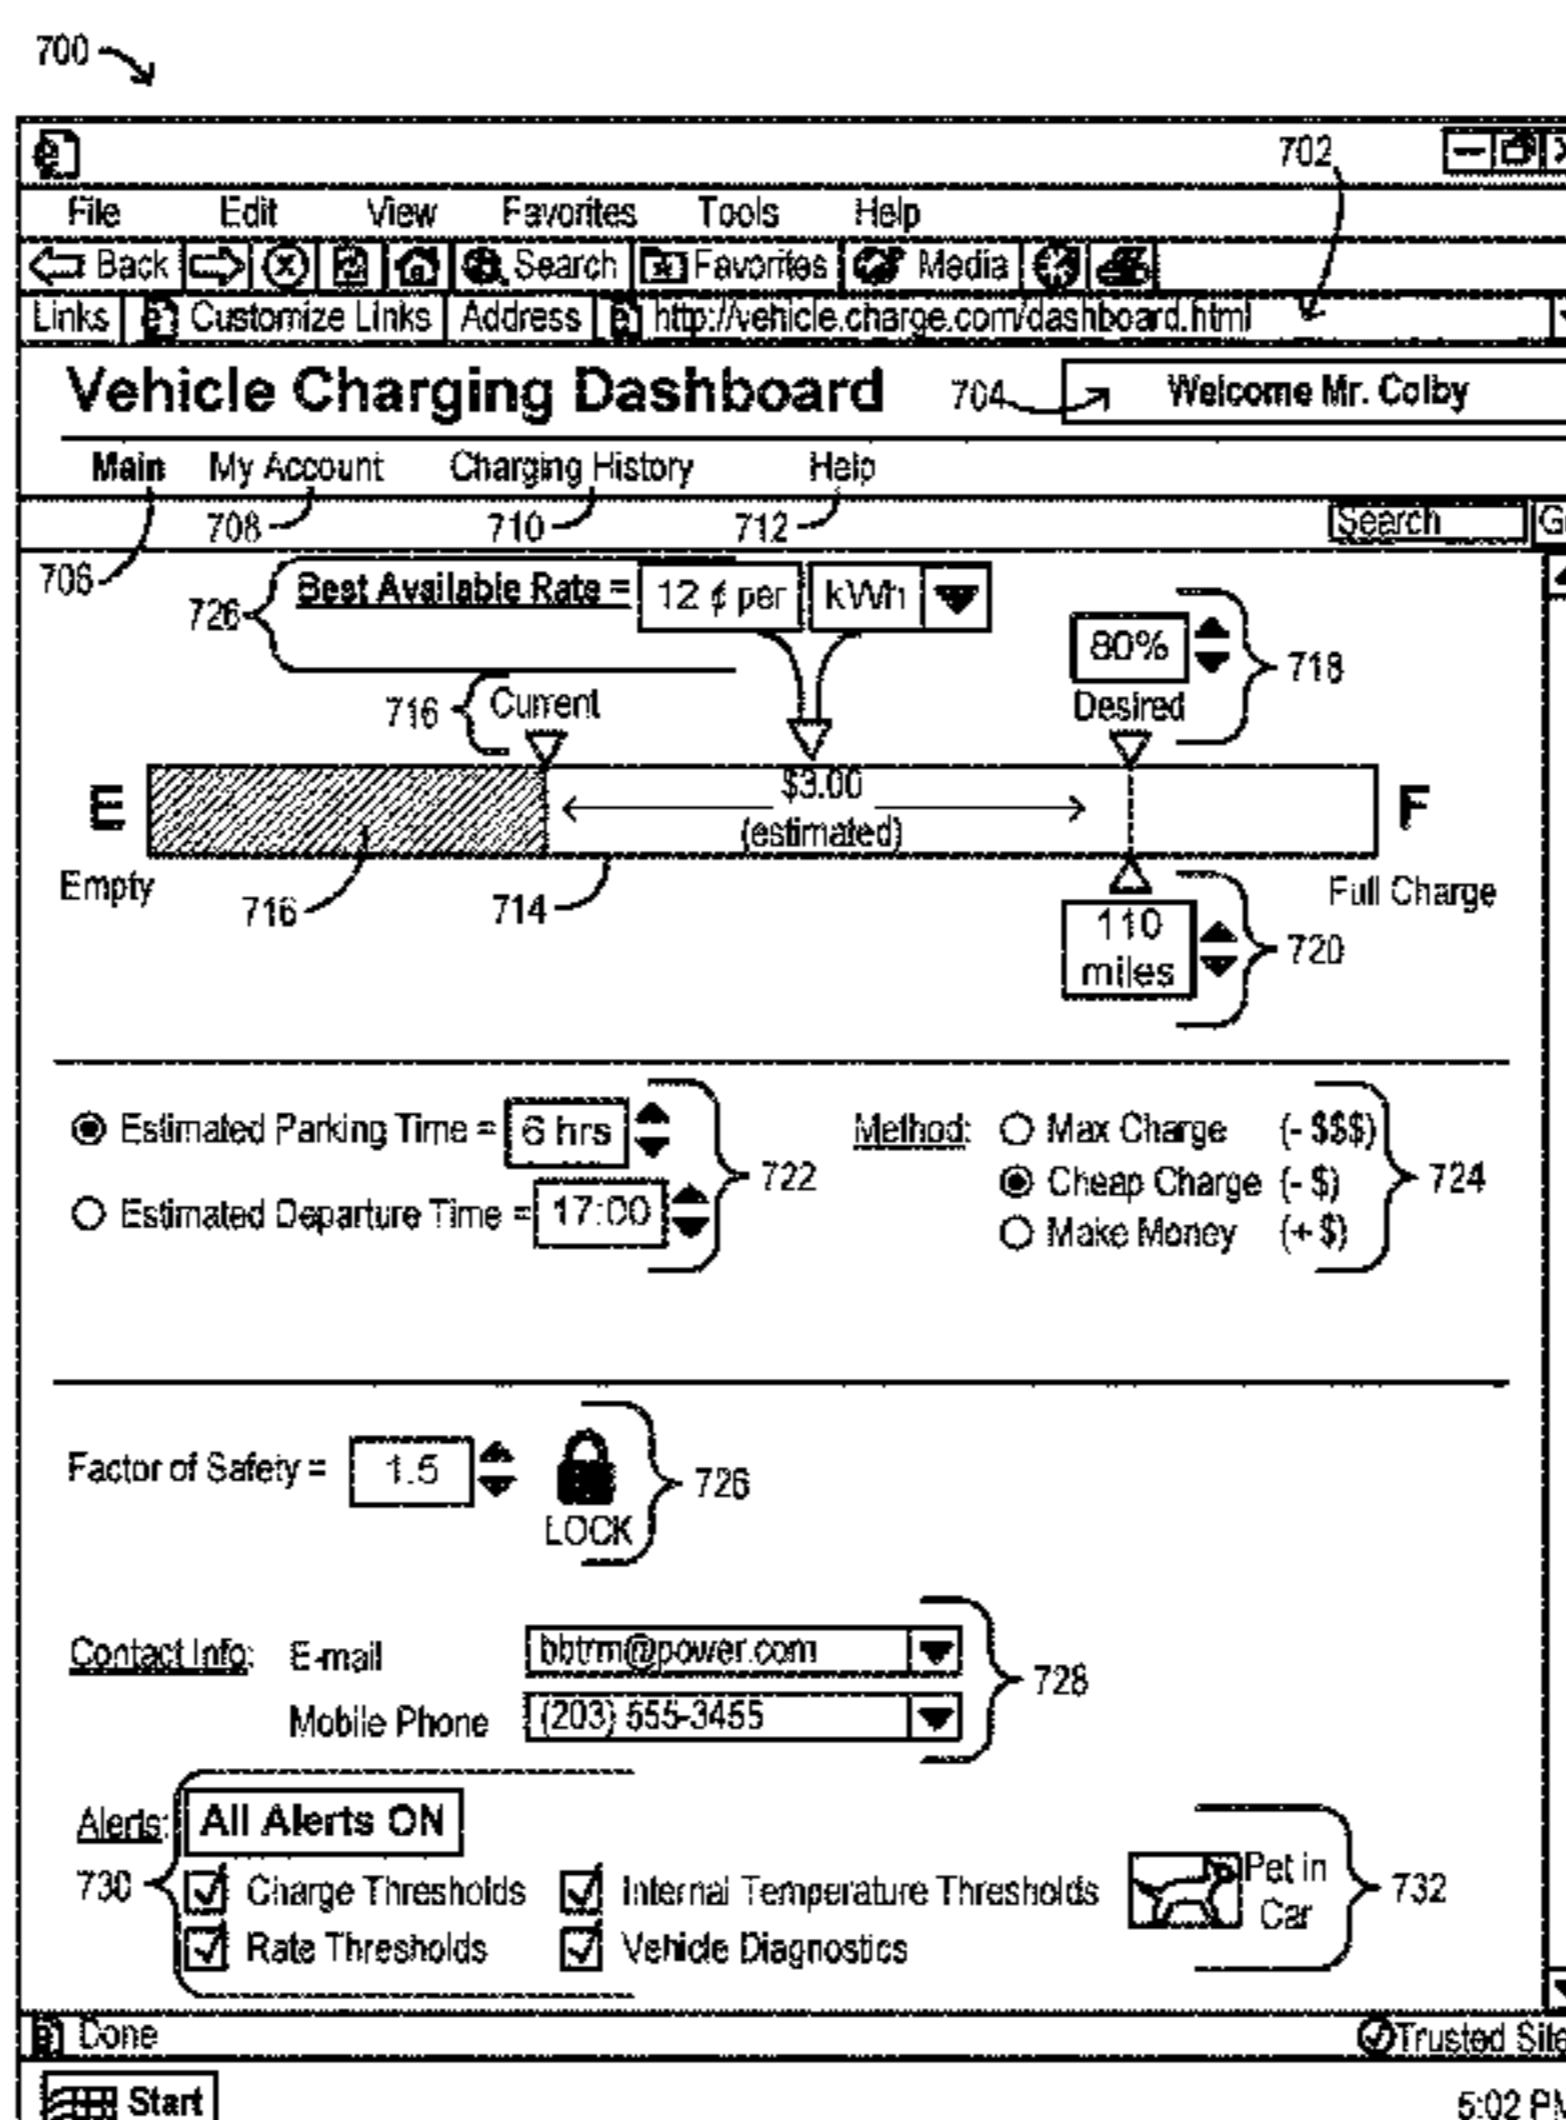 700
702
File Edit View Favorites Tools Help
Back Search Favorites Media
Links Customize Links Address http://vehicle.charge.com/dashboard.html
Vehicle Charging Dashboard 704 Welcome Mr. Colby
Main My Account Charging History Help
708 710 712 Search
706
726 Best Available Rate = 12 ¢ per kWh
80% 718
716 Current Desired
E $3.00 F
(estimated)
Empty 716 714 Full Charge
110
miles 720
Estimated Parking Time = 6 hrs Method: Max Charge (- $$$)
722 Cheap Charge (- $) 724
Estimated Departure Time = 17:00 Make Money (+ $)
Factor of Safety = 1.5 726
LOCK
Contact Info: E-mail bbtrm@power.com
728
Mobile Phone (203) 555-3455
Alerts: All Alerts ON
730 Charge Thresholds Internal Temperature Thresholds Pet in
Car 732
Rate Thresholds Vehicle Diagnostics
Done Trusted Site
Start 5:02 PM